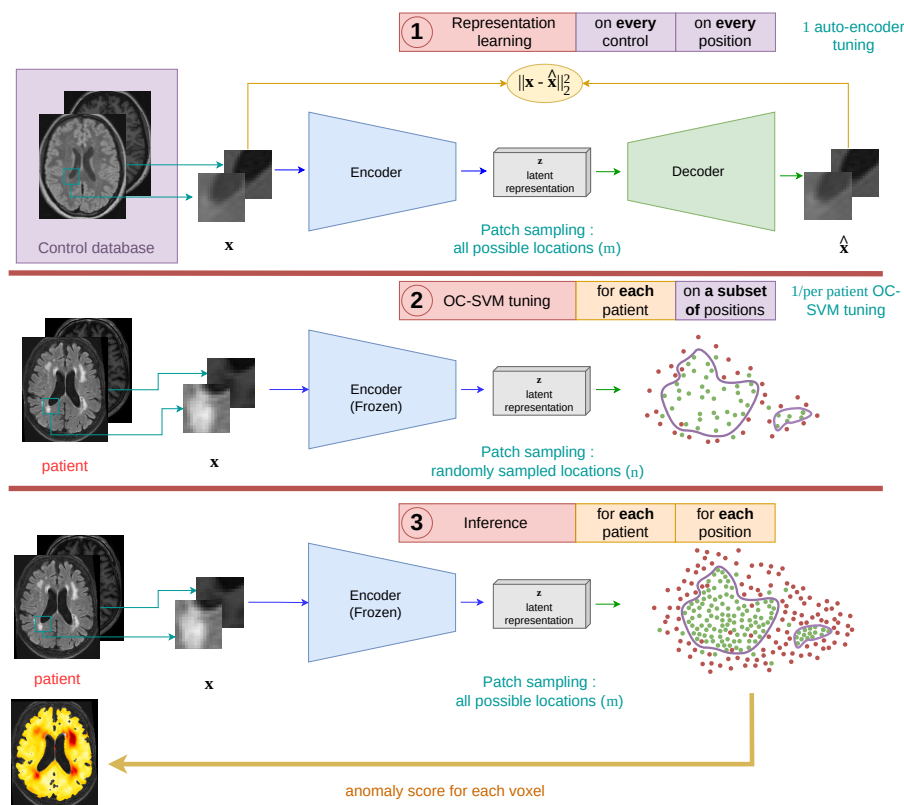 1
Representation
learning
on every
control
on every
position
1 auto-encoder
tuning
||x - x̂||²₂
Encoder
z
latent
representation
Decoder
Control database
x
Patch sampling :
all possible locations (m)
x̂
2
OC-SVM tuning
for each
patient
on a subset
of positions
1/per patient OC-
SVM tuning
Encoder
(Frozen)
z
latent
representation
patient
x
Patch sampling :
randomly sampled locations (n)
3
Inference
for each
patient
for each
position
Encoder
(Frozen)
z
latent
representation
patient
x
Patch sampling :
all possible locations (m)
anomaly score for each voxel